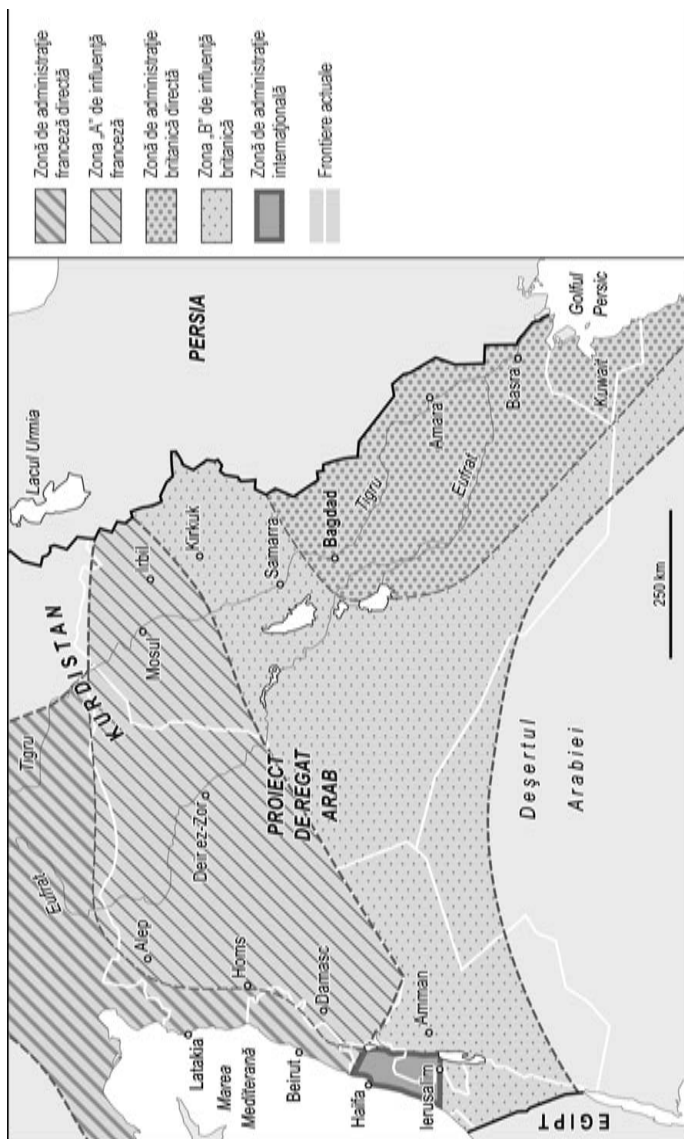 Zonă de administrație
franceză directă
Zona „A” de influență
franceză
Zonă de administrație
britanică directă
Zona „B” de influență
britanică
Zonă de administrație
internațională
Frontiere actuale
Lacul Urmia
PERSIA
KURDISTAN
Tigru
Eufrat
Irbil
Mosul
Kirkuk
Samarra
Bagdad
Tigru
Eufrat
Amara
Basra
Kuwait
Golful
Persic
Alep
Deir ez-Zor
Homs
Damasc
Latakia
Marea
Mediterană
Beirut
PROIECT
DE REGAT
ARAB
Haifa
Ierusalim
Amman
EGIPT
Deșertul
Arabiei
250 km